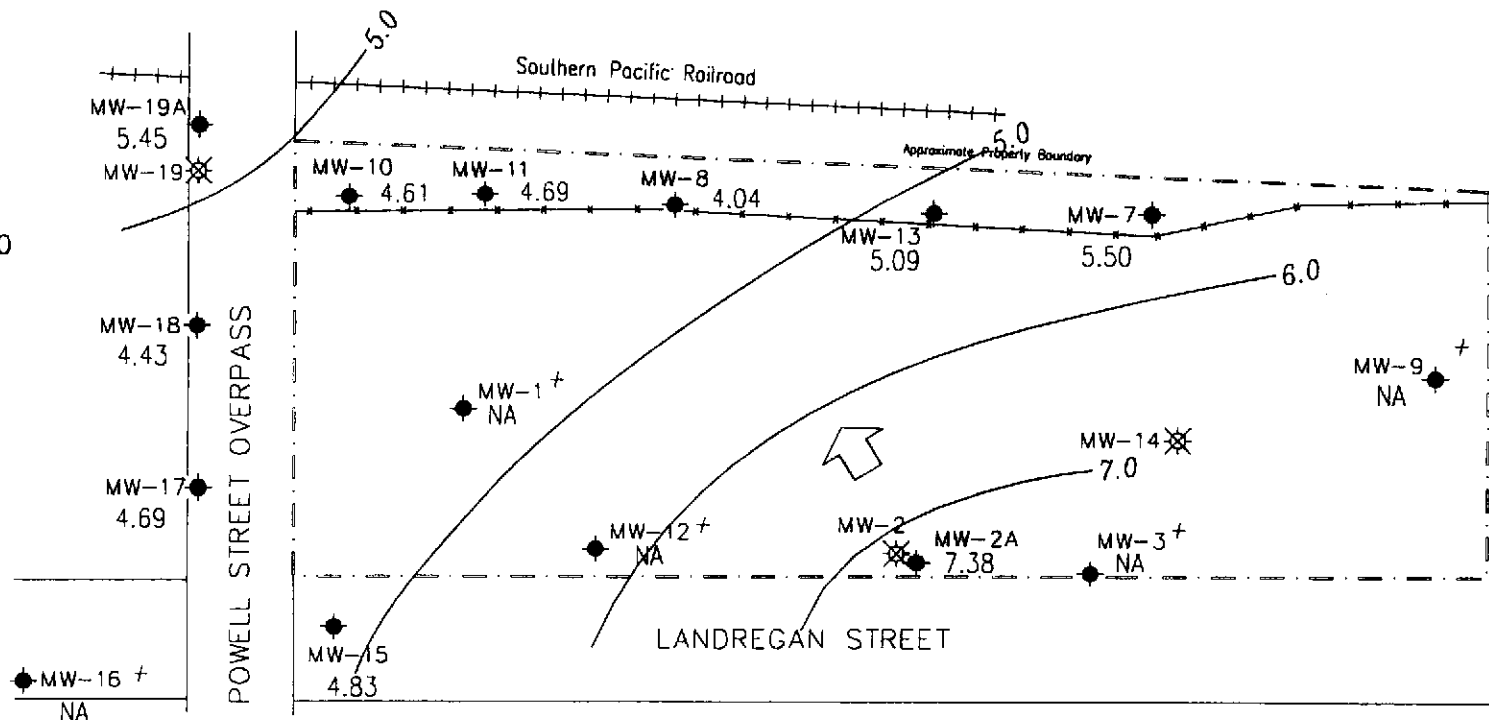 5.0
Southern Pacific Railroad
MW-19A
5.45
MW-19
MW-10
4.61
MW-11
4.69
MW-8
4.04
5.0
Approximate Property Boundary
MW-13
5.09
MW-7
5.50
0
6.0
MW-18
4.43
MW-1 +
NA
MW-9 +
NA
MW-14
7.0
MW-17
4.69
POWELL STREET OVERPASS
MW-12 +
NA
MW-2
MW-2A
7.38
MW-3 +
NA
MW-15
4.83
LANDREGAN STREET
MW-16 +
NA